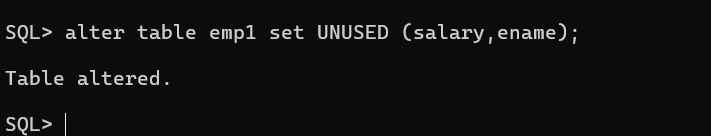 SQL> alter table emp1 set UNUSED (salary,ename);
Table altered.
SQL>